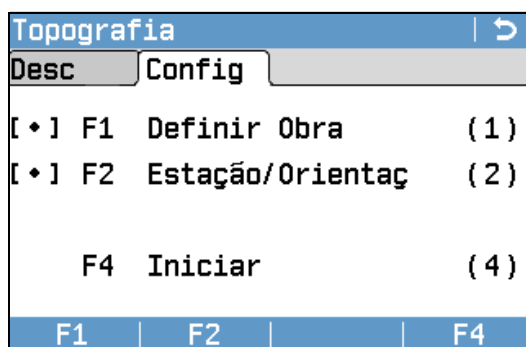 Topografia
Desc Config
[•] F1 Definir Obra (1)
[•] F2 Estação/Orientaç (2)
F4 Iniciar (4)
F1 F2 F4